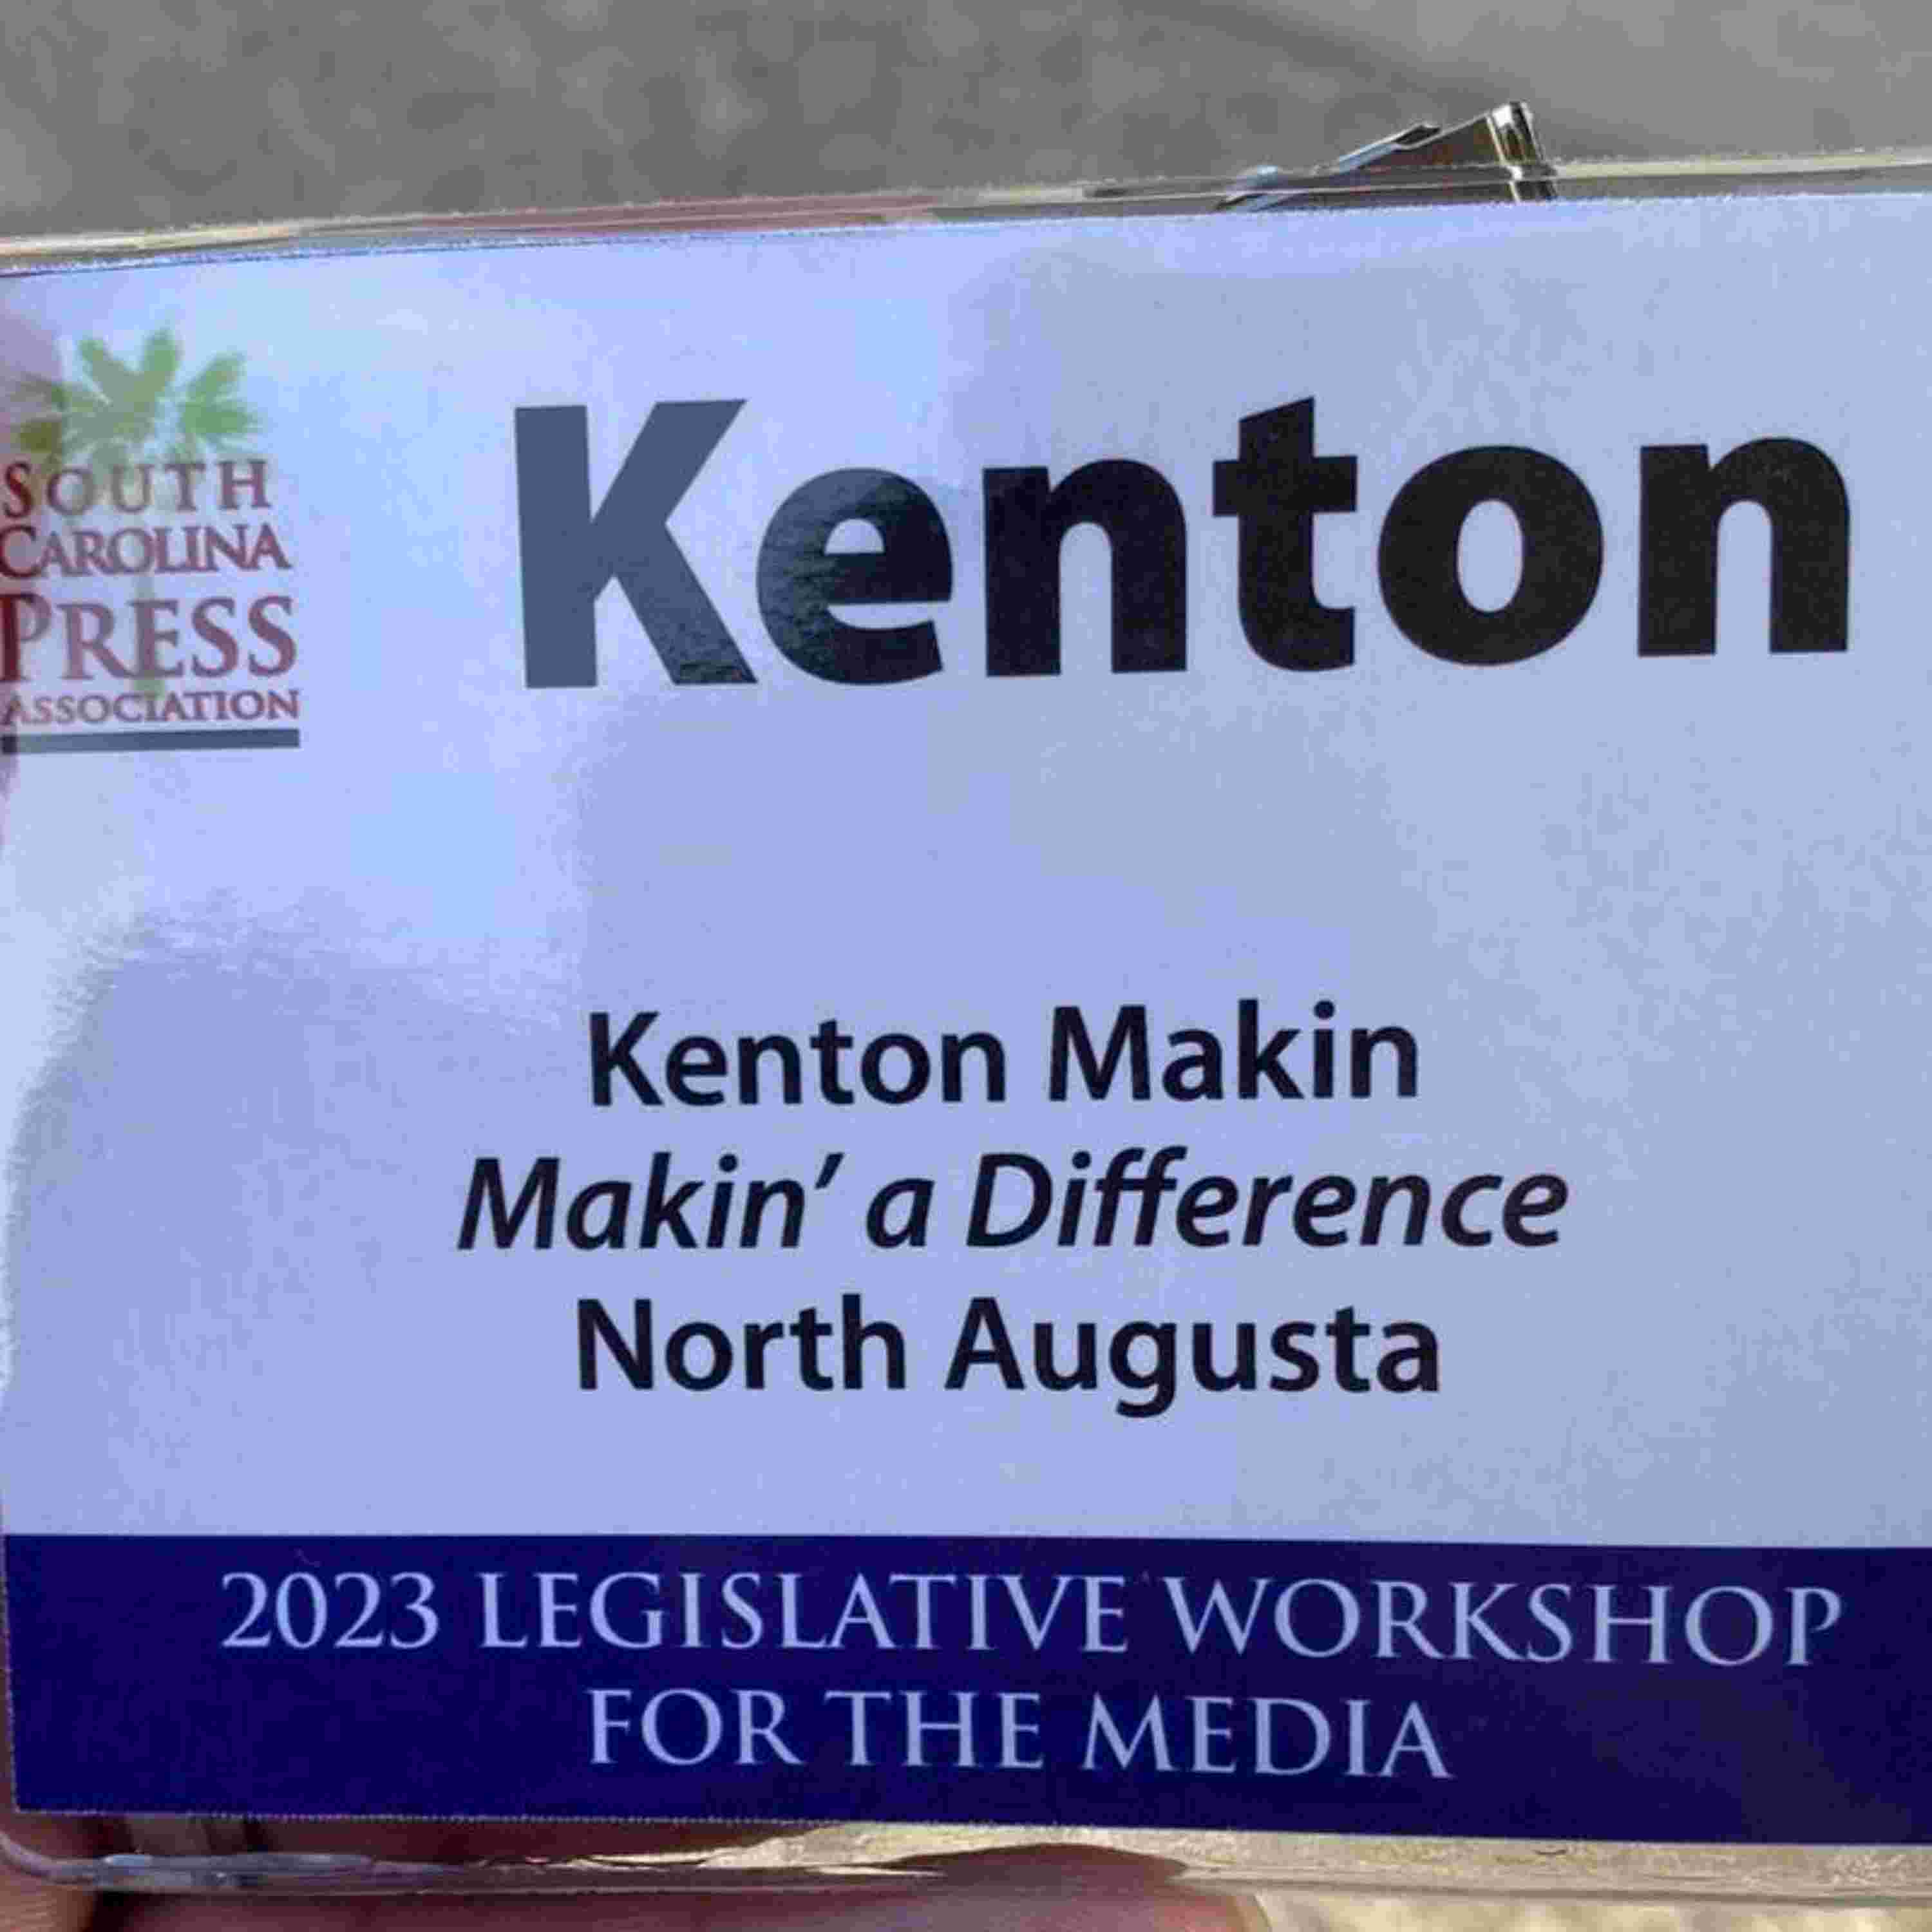 SOUTH
CAROLINA
PRESS
ASSOCIATION
Kenton
Kenton Makin
Makin’ a Difference
North Augusta
2023 LEGISLATIVE WORKSHOP
FOR THE MEDIA